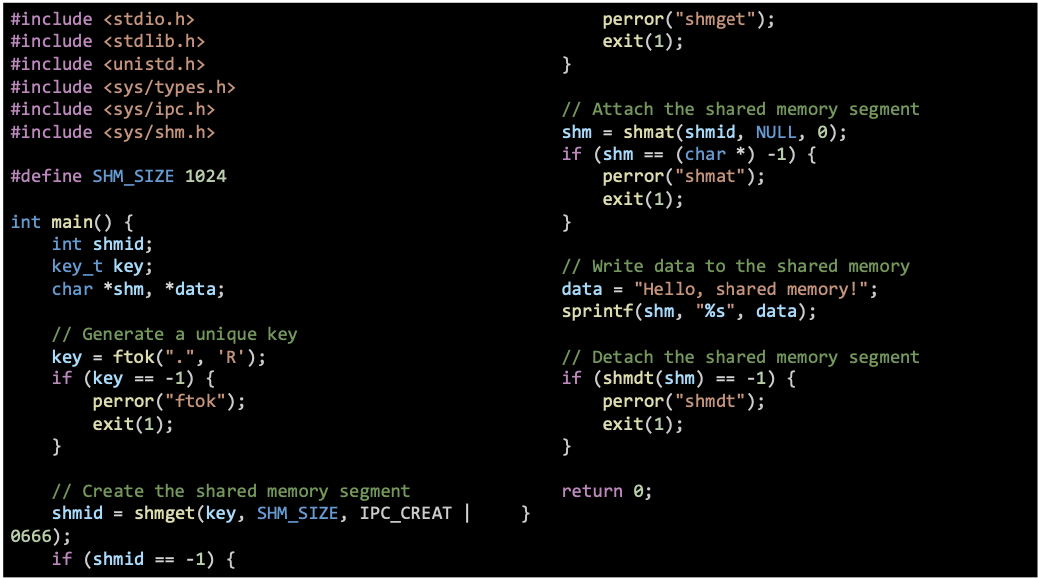 #include <stdio.h>
#include <stdlib.h>
#include <unistd.h>
#include <sys/types.h>
#include <sys/ipc.h>
#include <sys/shm.h>

#define SHM_SIZE 1024

int main() {
    int shmid;
    key_t key;
    char *shm, *data;

    // Generate a unique key
    key = ftok(".", 'R');
    if (key == -1) {
        perror("ftok");
        exit(1);
    }

    // Create the shared memory segment
    shmid = shmget(key, SHM_SIZE, IPC_CREAT |
0666);
    if (shmid == -1) {
        perror("shmget");
        exit(1);
    }

    // Attach the shared memory segment
    shm = shmat(shmid, NULL, 0);
    if (shm == (char *) -1) {
        perror("shmat");
        exit(1);
    }

    // Write data to the shared memory
    data = "Hello, shared memory!";
    sprintf(shm, "%s", data);

    // Detach the shared memory segment
    if (shmdt(shm) == -1) {
        perror("shmdt");
        exit(1);
    }

    return 0;
}